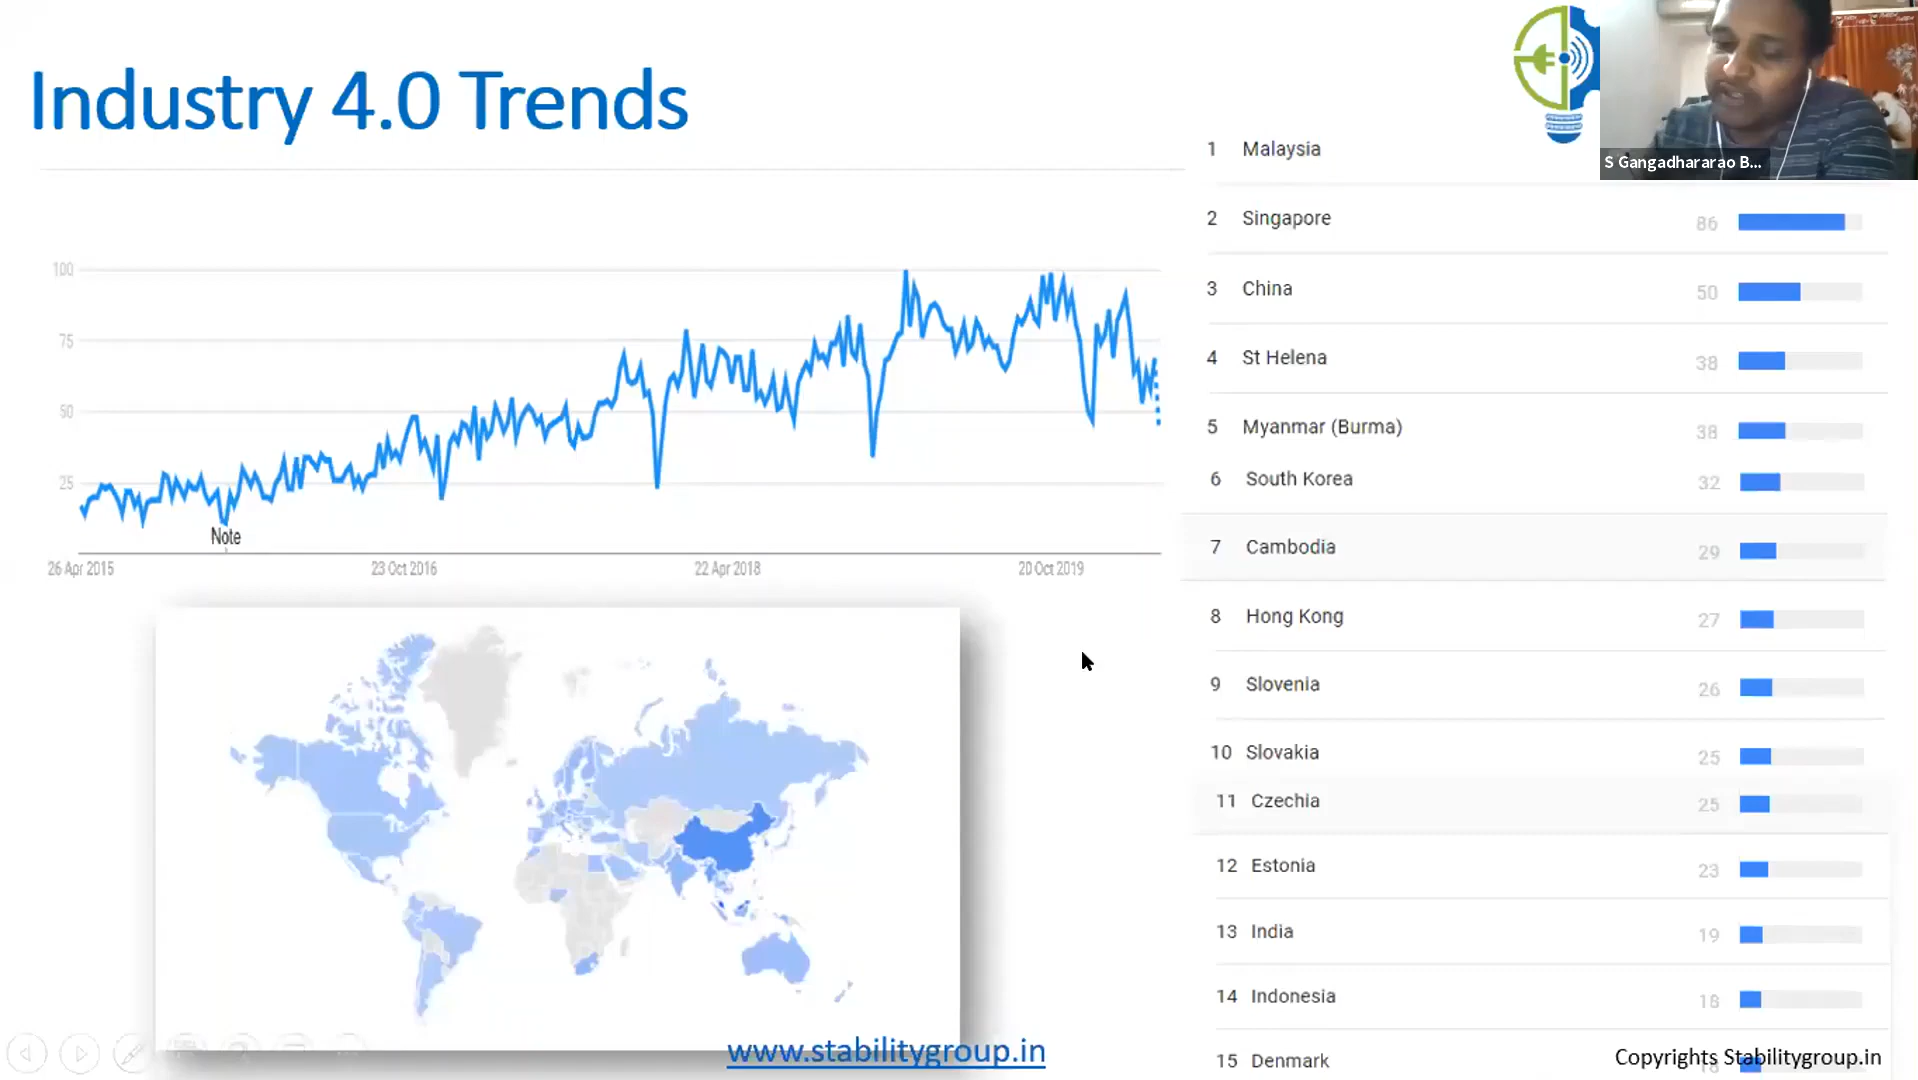 Industry 4.0 Trends
S Gangadhararao B...
1 Malaysia
2 Singapore 86
3 China 50
4 St Helena 38
5 Myanmar (Burma) 38
6 South Korea 32
7 Cambodia 29
8 Hong Kong 27
9 Slovenia 26
10 Slovakia 25
11 Czechia 25
12 Estonia 23
13 India 19
14 Indonesia 18
15 Denmark
100
75
50
25
Note
26 Apr 2015 23 Oct 2016 22 Apr 2018 20 Oct 2019
www.stabilitygroup.in
Copyrights Stabilitygroup.in